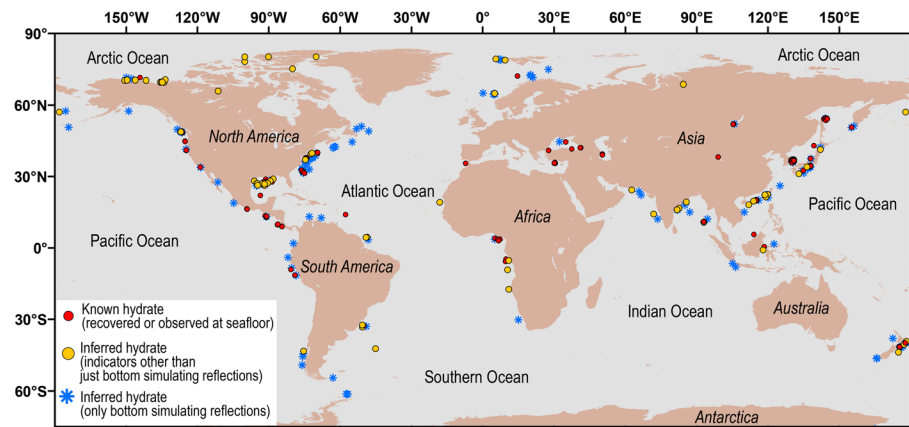 150°W 120°W 90°W 60°W 30°W 0° 30°E 60°E 90°E 120°E 150°E
90°
Arctic Ocean Arctic Ocean
60°N
North America Asia
30°N
Atlantic Ocean
Africa Pacific Ocean
Pacific Ocean
0°
South America
Indian Ocean Australia
30°S
Southern Ocean
60°S
Antarctica
Known hydrate
(recovered or observed at seafloor)
Inferred hydrate
(indicators other than
just bottom simulating reflections)
Inferred hydrate
(only bottom simulating reflections)